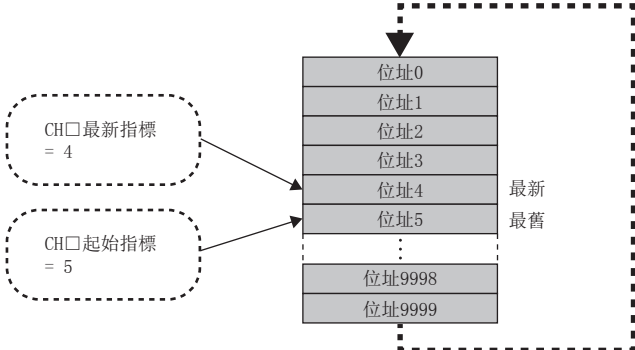 位址0
位址1
位址2
CH□最新指標
= 4
位址3
位址4 最新
位址5 最舊
CH□起始指標
= 5
⋮
位址9998
位址9999